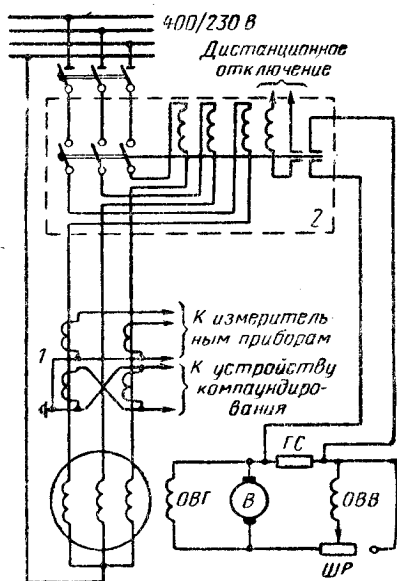 400/230 В
Дистанционное
отключение
2
К измеритель-
ным приборам
1
К устройству
компаундиро-
вания
ГС
ОВГ
В
ОВВ
ШР